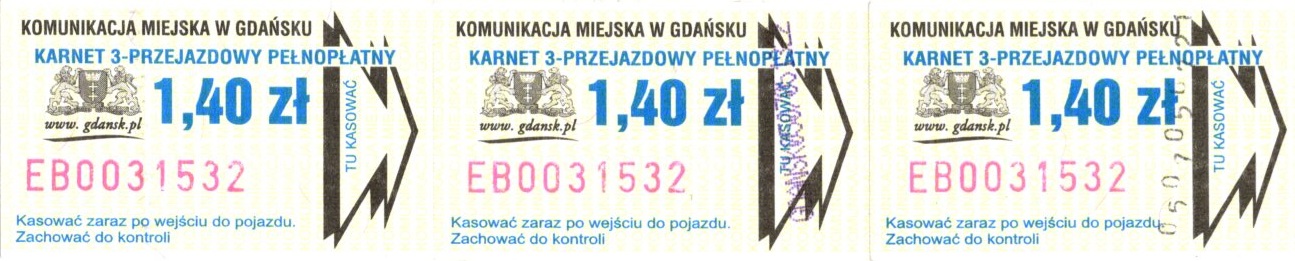 KOMUNIKACJA MIEJSKA W GDAŃSKU
KARNET 3-PRZEJAZDOWY PEŁNOPŁATNY
1,40 zł
www. gdansk.pl
TU KASOWAĆ
EB0031532
Kasować zaraz po wejściu do pojazdu.
Zachować do kontroli
KOMUNIKACJA MIEJSKA W GDAŃSKU
KARNET 3-PRZEJAZDOWY PEŁNOPŁATNY
1,40 zł
www. gdansk.pl
TU KASOWAĆ
EB0031532
Kasować zaraz po wejściu do pojazdu.
Zachować do kontroli
KOMUNIKACJA MIEJSKA W GDAŃSKU
KARNET 3-PRZEJAZDOWY PEŁNOPŁATNY
1,40 zł
www. gdansk.pl
TU KASOWAĆ
EB0031532
Kasować zaraz po wejściu do pojazdu.
Zachować do kontroli